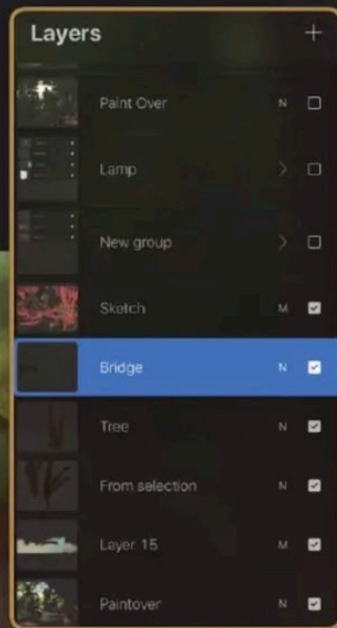 Layers +
Paint Over N
Lamp >
New group >
Sketch M
Bridge N
Tree N
From selection N
Layer 15 M
Paintover N